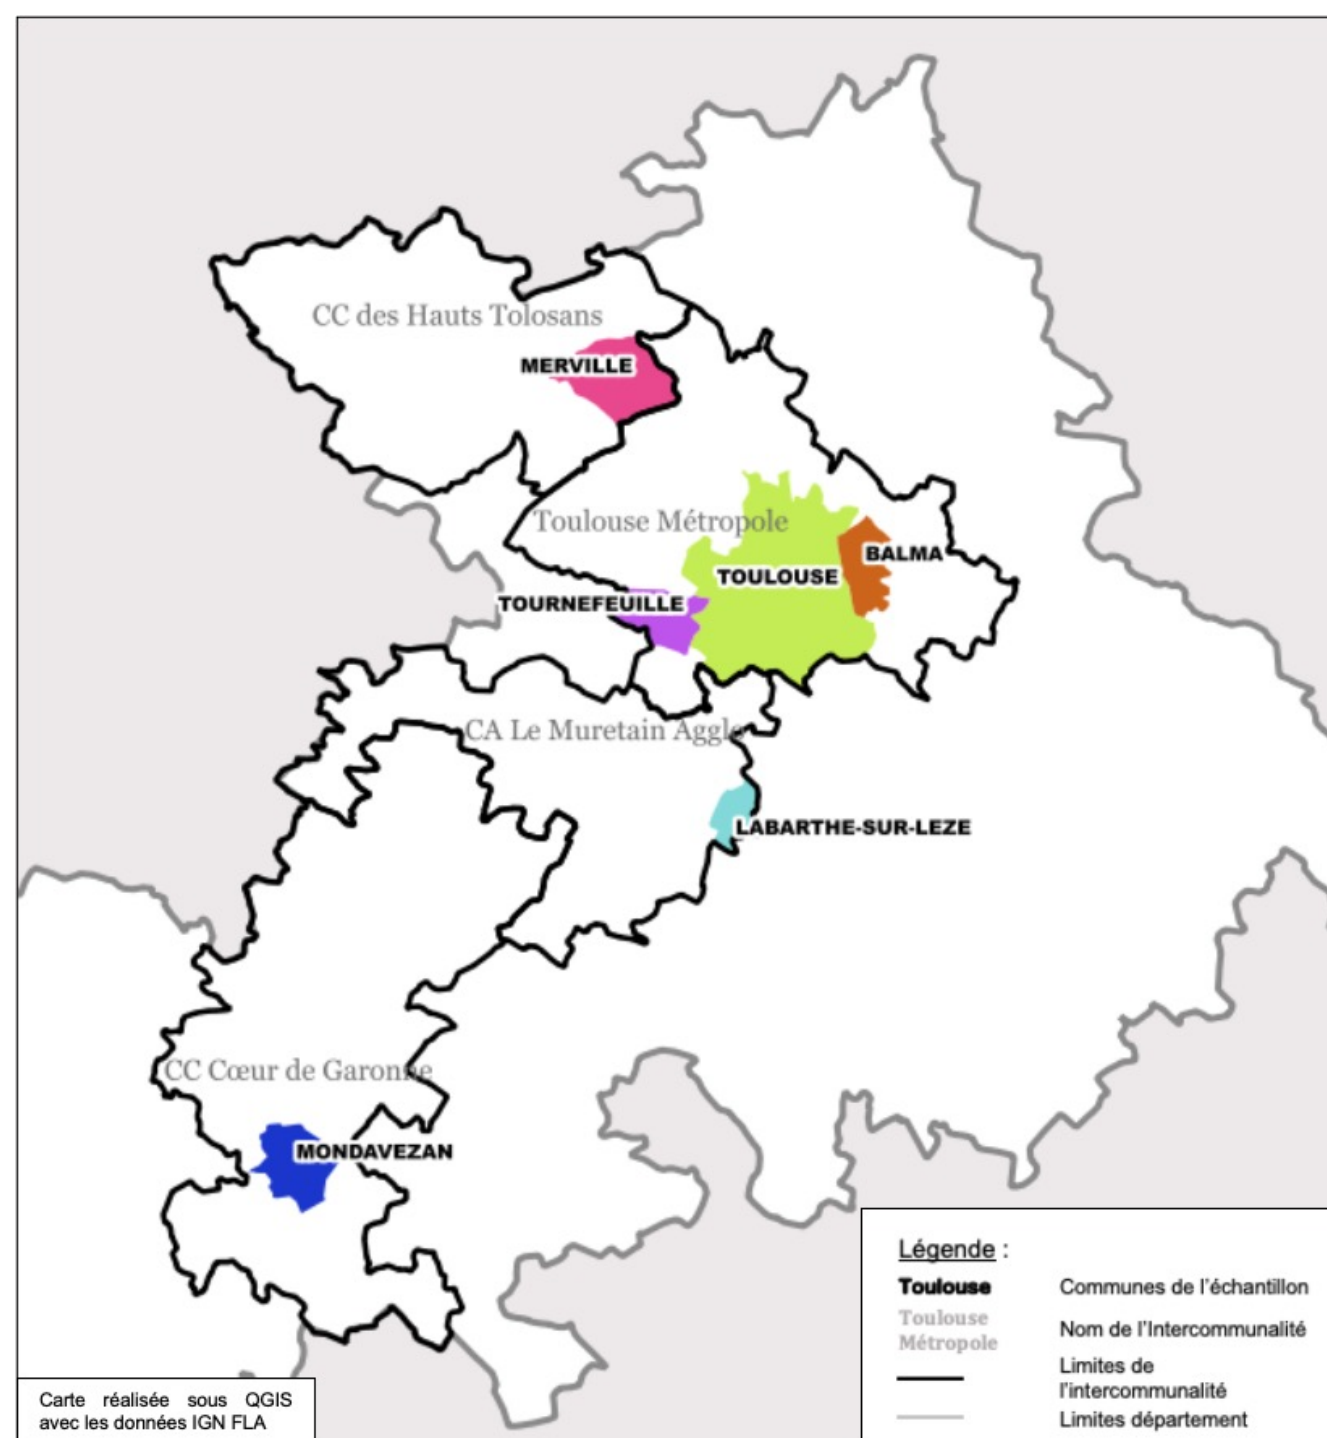 CC des Hauts Tolosans
MERVILLE
Toulouse Métropole
BALMA
TOULOUSE
TOURNEFEUILLE
CA Le Muretain Agglo
LABARTHE-SUR-LEZE
CC Cœur de Garonne
MONDAVEZAN
Légende :
Toulouse Communes de l'échantillon
Toulouse
Métropole
Nom de l'Intercommunalité
Limites de
l'intercommunalité
Limites département
Carte réalisée sous QGIS
avec les données IGN FLA